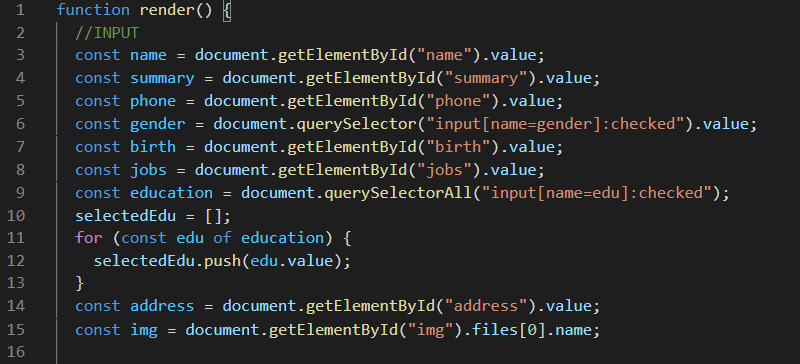 1 function render() {
2 //INPUT
3 const name = document.getElementById("name").value;
4 const summary = document.getElementById("summary").value;
5 const phone = document.getElementById("phone").value;
6 const gender = document.querySelector("input[name=gender]:checked").value;
7 const birth = document.getElementById("birth").value;
8 const jobs = document.getElementById("jobs").value;
9 const education = document.querySelectorAll("input[name=edu]:checked");
10 selectedEdu = [];
11 for (const edu of education) {
12 selectedEdu.push(edu.value);
13 }
14 const address = document.getElementById("address").value;
15 const img = document.getElementById("img").files[0].name;
16